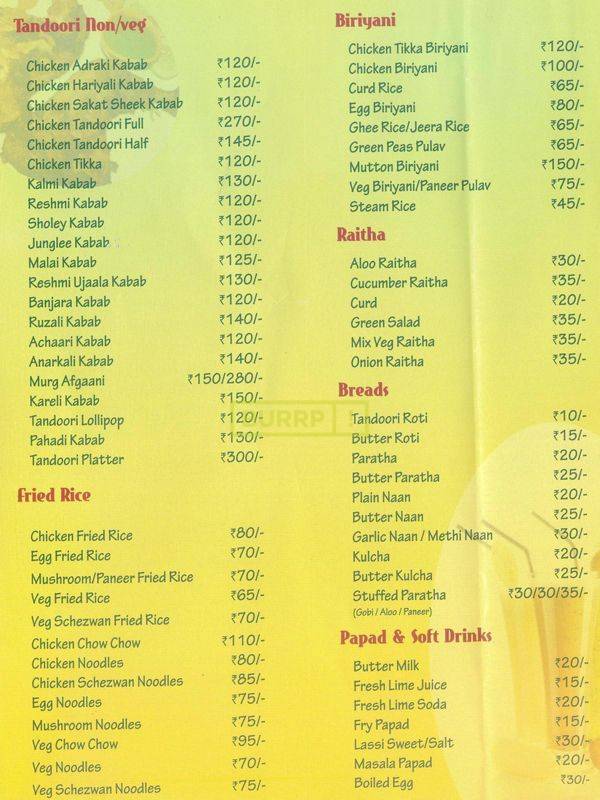 Tandoori Non/veg
Chicken Adraki Kabab ₹120/-
Chicken Hariyali Kabab ₹120/-
Chicken Sakat Sheek Kabab ₹120/-
Chicken Tandoori Full ₹270/-
Chicken Tandoori Half ₹145/-
Chicken Tikka ₹120/-
Kalmi Kabab ₹130/-
Reshmi Kabab ₹120/-
Sholey Kabab ₹120/-
Junglee Kabab ₹120/-
Malai Kabab ₹125/-
Reshmi Ujaala Kabab ₹130/-
Banjara Kabab ₹120/-
Ruzali Kabab ₹140/-
Achaari Kabab ₹120/-
Anarkali Kabab ₹140/-
Murg Afgaani ₹150/280/-
Kareli Kabab ₹150/-
Tandoori Lollipop ₹120/-
Pahadi Kabab ₹130/-
Tandoori Platter ₹300/-
Fried Rice
Chicken Fried Rice ₹80/-
Egg Fried Rice ₹70/-
Mushroom/Paneer Fried Rice ₹70/-
Veg Fried Rice ₹65/-
Veg Schezwan Fried Rice ₹70/-
Chicken Chow Chow ₹110/-
Chicken Noodles ₹80/-
Chicken Schezwan Noodles ₹85/-
Egg Noodles ₹75/-
Mushroom Noodles ₹75/-
Veg Chow Chow ₹95/-
Veg Noodles ₹70/-
Veg Schezwan Noodles ₹75/-
Biriyani
Chicken Tikka Biriyani ₹120/-
Chicken Biriyani ₹100/-
Curd Rice ₹65/-
Egg Biriyani ₹80/-
Ghee Rice/Jeera Rice ₹65/-
Green Peas Pulav ₹65/-
Mutton Biriyani ₹150/-
Veg Biriyani/Paneer Pulav ₹75/-
Steam Rice ₹45/-
Raitha
Aloo Raitha ₹30/-
Cucumber Raitha ₹35/-
Curd ₹20/-
Green Salad ₹35/-
Mix Veg Raitha ₹35/-
Onion Raitha ₹35/-
Breads
Tandoori Roti ₹10/-
Butter Roti ₹15/-
Paratha ₹20/-
Butter Paratha ₹25/-
Plain Naan ₹20/-
Butter Naan ₹25/-
Garlic Naan / Methi Naan ₹30/-
Kulcha ₹20/-
Butter Kulcha ₹25/-
Stuffed Paratha ₹30/30/35/-
(Gobi / Aloo / Paneer)
Papad & Soft Drinks
Butter Milk ₹20/-
Fresh Lime Juice ₹15/-
Fresh Lime Soda ₹20/-
Fry Papad ₹15/-
Lassi Sweet/Salt ₹30/-
Masala Papad ₹20/-
Boiled Egg ₹30/-
BURRP